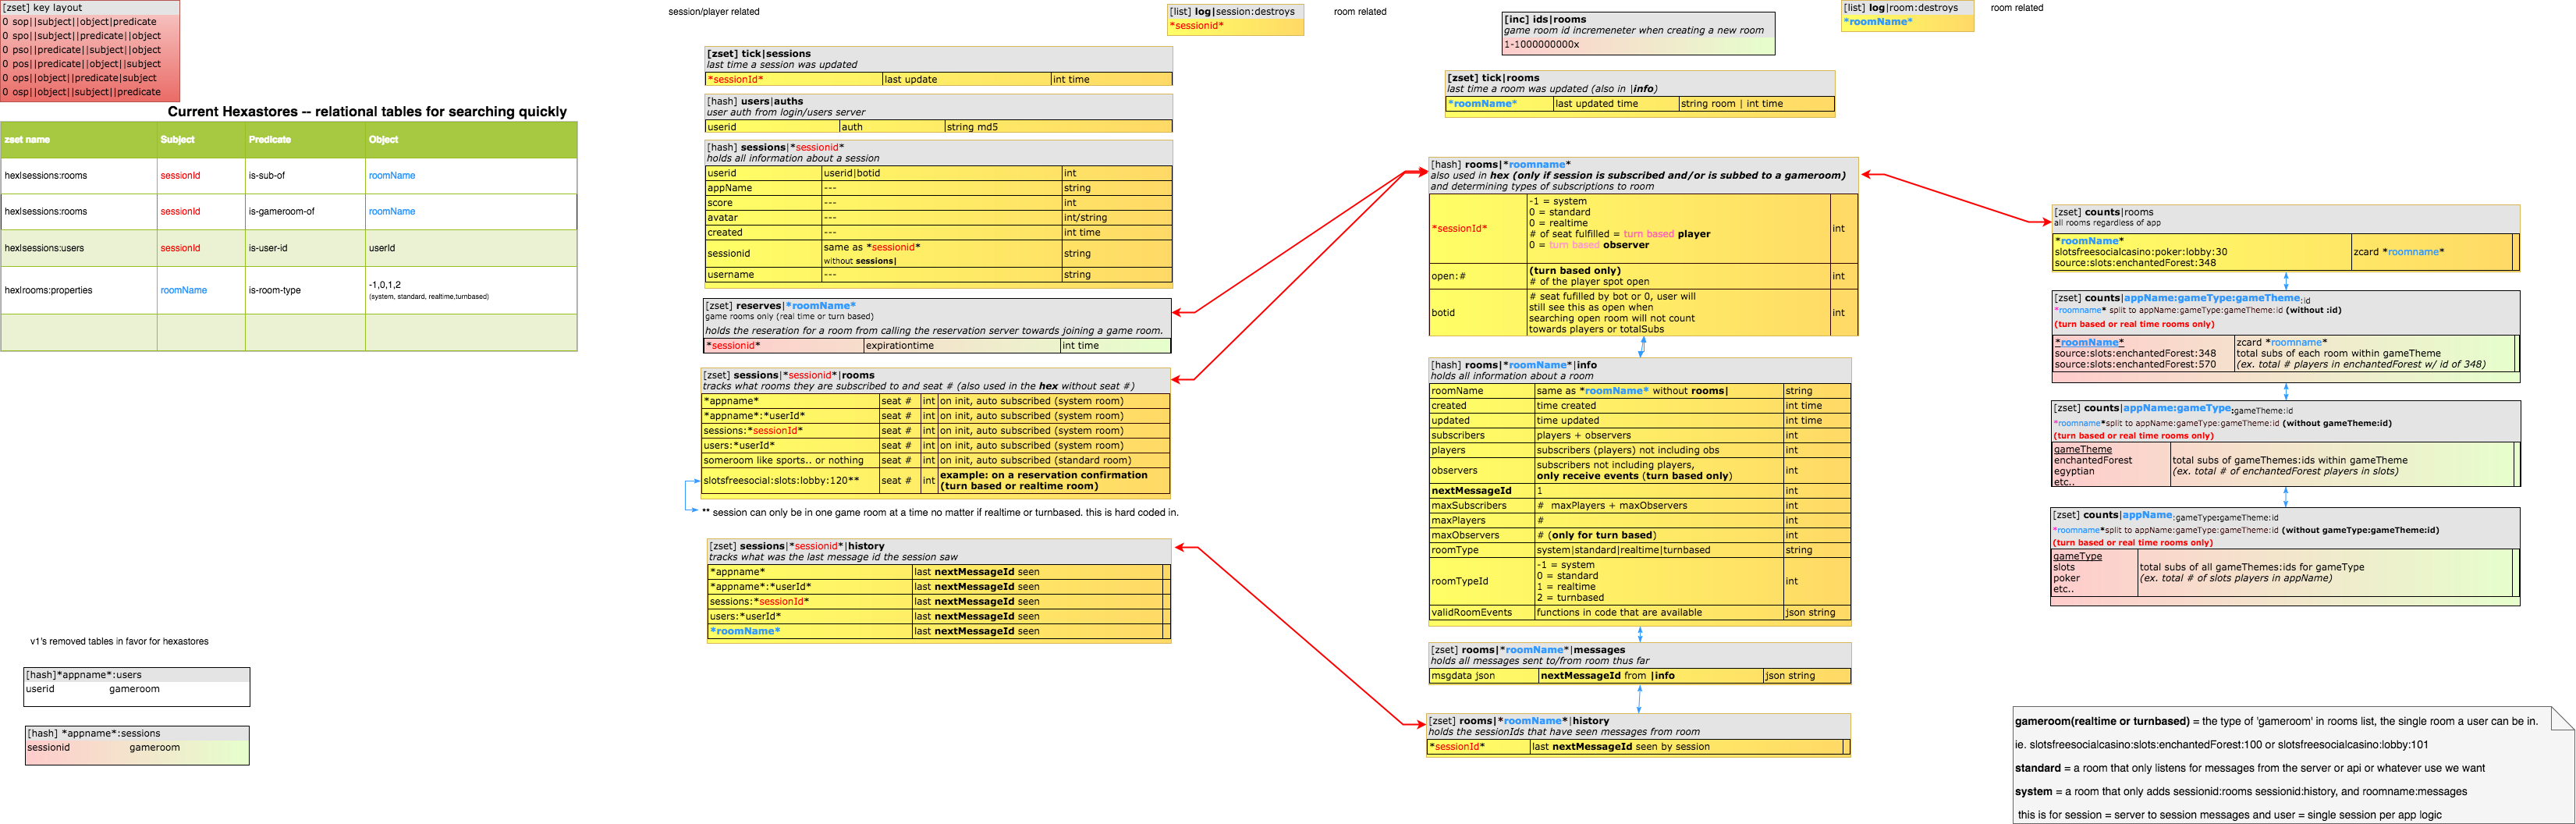 [zset] key layout
0 sop||subject||object|predicate
0 spo||subject||predicate||object
0 pso||predicate||subject||object
0 pos||predicate||object||subject
0 ops||object||predicate|subject
0 osp||object||subject||predicate
Current Hexastores -- relational tables for searching quickly
zset name Subject Predicate Object
hex|sessions:rooms sessionId is-sub-of roomName
hex|sessions:rooms sessionId is-gameroom-of roomName
hex|sessions:users sessionId is-user-id userId
hex|rooms:properties roomName is-room-type -1,0,1,2
(system, standard, realtime,turnbased)
v1's removed tables in favor for hexastores
[hash]*appname*:users
userid gameroom
[hash] *appname*:sessions
sessionid gameroom
session/player related
[list] log|session:destroys
*sessionid*
[zset] tick|sessions
last time a session was updated
*sessionId* last update int time
[hash] users|auths
user auth from login/users server
userid auth string md5
[hash] sessions|*sessionid*
holds all information about a session
userid userid|botid int
appName --- string
score --- int
avatar --- int/string
created --- int time
sessionid same as *sessionid* string
without sessions|
username --- string
[zset] reserves|*roomName*
game rooms only (real time or turn based)
holds the reseration for a room from calling the reservation server towards joining a game room.
*sessionid* expirationtime int time
[zset] sessions|*sessionid*|rooms
tracks what rooms they are subscribed to and seat # (also used in the hex without seat #)
*appname* seat # int on init, auto subscribed (system room)
*appname*:*userId* seat # int on init, auto subscribed (system room)
sessions:*sessionId* seat # int on init, auto subscribed (system room)
users:*userId* seat # int on init, auto subscribed (system room)
someroom like sports.. or nothing seat # int on init, auto subscribed (standard room)
slotsfreesocial:slots:lobby:120** seat # int example: on a reservation confirmation
(turn based or realtime room)
** session can only be in one game room at a time no matter if realtime or turnbased. this is hard coded in.
[zset] sessions|*sessionid*|history
tracks what was the last message id the session saw
*appname* last nextMessageId seen
*appname*:*userId* last nextMessageId seen
sessions:*sessionId* last nextMessageId seen
users:*userId* last nextMessageId seen
*roomName* last nextMessageId seen
room related
[inc] ids|rooms
game room id incremeneter when creating a new room
1-1000000000x
[list] log|room:destroys
*roomName*
room related
[zset] tick|rooms
last time a room was updated (also in |info)
*roomName* last updated time string room | int time
[hash] rooms|*roomname*
also used in hex (only if session is subscribed and/or is subbed to a gameroom)
and determining types of subscriptions to room
*sessionId* -1 = system int
0 = standard
0 = realtime
# of seat fulfilled = turn based player
0 = turn based observer
open:# (turn based only) int
# of the player spot open
botid # seat fufilled by bot or 0, user will int
still see this as open when
searching open room will not count
towards players or totalSubs
[hash] rooms|*roomName*|info
holds all information about a room
roomName same as *roomName* without rooms| string
created time created int time
updated time updated int time
subscribers players + observers int
players subscribers (players) not including obs int
observers subscribers not including players, int
only receive events (turn based only)
nextMessageId 1 int
maxSubscribers # maxPlayers + maxObservers int
maxPlayers # int
maxObservers # (only for turn based) int
roomType system|standard|realtime|turnbased string
roomTypeId -1 = system int
0 = standard
1 = realtime
2 = turnbased
validRoomEvents functions in code that are available json string
[zset] rooms|*roomName*|messages
holds all messages sent to/from room thus far
msgdata json nextMessageId from |info json string
[zset] rooms|*roomName*|history
holds the sessionIds that have seen messages from room
*sessionId* last nextMessageId seen by session
[zset] counts|rooms
all rooms regardless of app
*roomName*
slotsfreesocialcasino:poker:lobby:30 zcard *roomname*
source:slots:enchantedForest:348
[zset] counts|appName:gameType:gameTheme:id
*roomname* split to appName:gameType:gameTheme:id (without :id)
(turn based or real time rooms only)
*roomName* zcard *roomname*
source:slots:enchantedForest:348 total subs of each room within gameTheme
source:slots:enchantedForest:570 (ex. total # players in enchantedForest w/ id of 348)
[zset] counts|appName:gameType:gameTheme:id
*roomname*split to appName:gameType:gameTheme:id (without gameTheme:id)
(turn based or real time rooms only)
gameTheme
enchantedForest total subs of gameThemes:ids within gameTheme
egyptian (ex. total # of enchantedForest players in slots)
etc..
[zset] counts|appName:gameType:gameTheme:id
*roomname*split to appName:gameType:gameTheme:id (without gameType:gameTheme:id)
(turn based or real time rooms only)
gameType
slots total subs of all gameThemes:ids for gameType
poker (ex. total # of slots players in appName)
etc..
gameroom(realtime or turnbased) = the type of 'gameroom' in rooms list, the single room a user can be in.
ie. slotsfreesocialcasino:slots:enchantedForest:100 or slotsfreesocialcasino:lobby:101
standard = a room that only listens for messages from the server or api or whatever use we want
system = a room that only adds sessionid:rooms sessionid:history, and roomname:messages
this is for session = server to session messages and user = single session per app logic